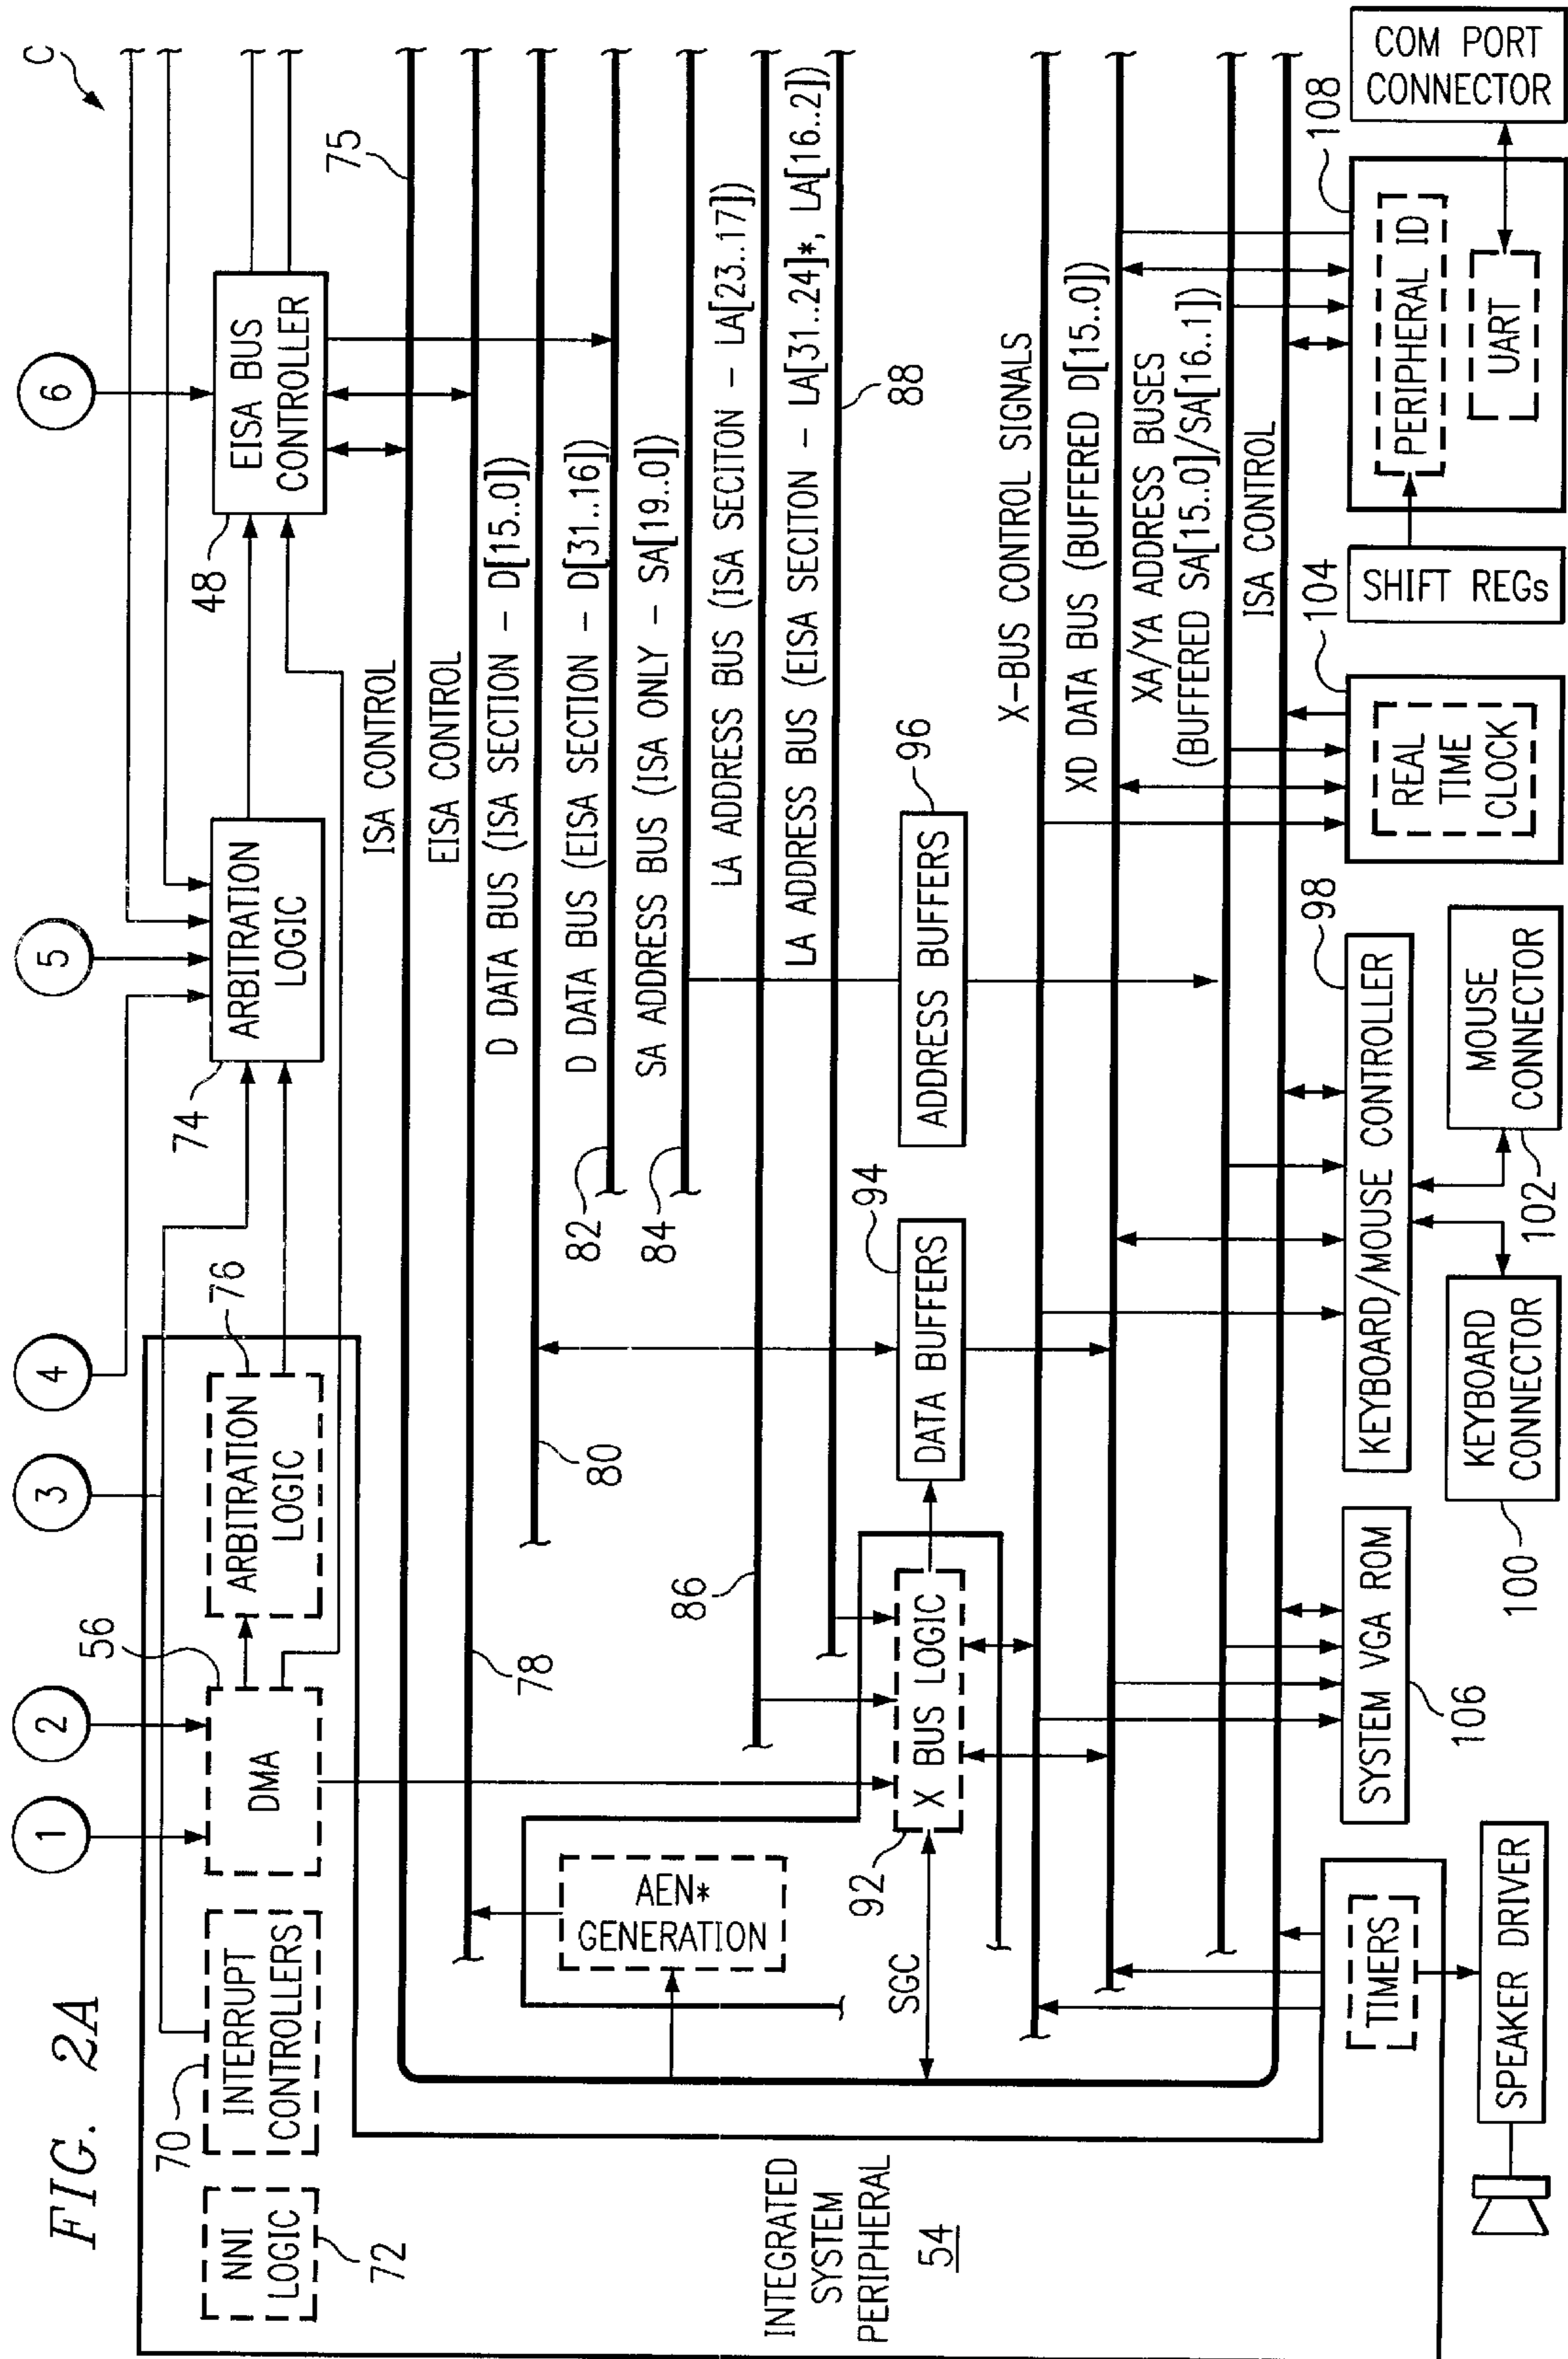 FIG. 2A
C
1
2
3
4
5
6
NNI
LOGIC
72
INTERRUPT
CONTROLLERS
70
DMA
56
ARBITRATION
LOGIC
76
ARBITRATION
LOGIC
74
EISA BUS
CONTROLLER
48
ISA CONTROL
75
EISA CONTROL
78
D DATA BUS (ISA SECTION - D[15..0])
80
D DATA BUS (EISA SECTION - D[31..16])
82
SA ADDRESS BUS (ISA ONLY - SA[19..0])
84
LA ADDRESS BUS (ISA SECITON - LA[23..17])
86
LA ADDRESS BUS (EISA SECITON - LA[31..24]*, LA[16..2])
88
AEN*
GENERATION
INTEGRATED
SYSTEM
PERIPHERAL
54
SGC
X BUS LOGIC
92
DATA BUFFERS
94
ADDRESS BUFFERS
96
X-BUS CONTROL SIGNALS
XD DATA BUS (BUFFERED D[15..0])
XA/YA ADDRESS BUSES
(BUFFERED SA[15..0]/SA[16..1])
ISA CONTROL
TIMERS
SPEAKER DRIVER
SYSTEM VGA ROM
106
KEYBOARD/MOUSE CONTROLLER
98
KEYBOARD
CONNECTOR
100
MOUSE
CONNECTOR
102
REAL
TIME
CLOCK
104
SHIFT REGs
PERIPHERAL ID
UART
108
COM PORT
CONNECTOR